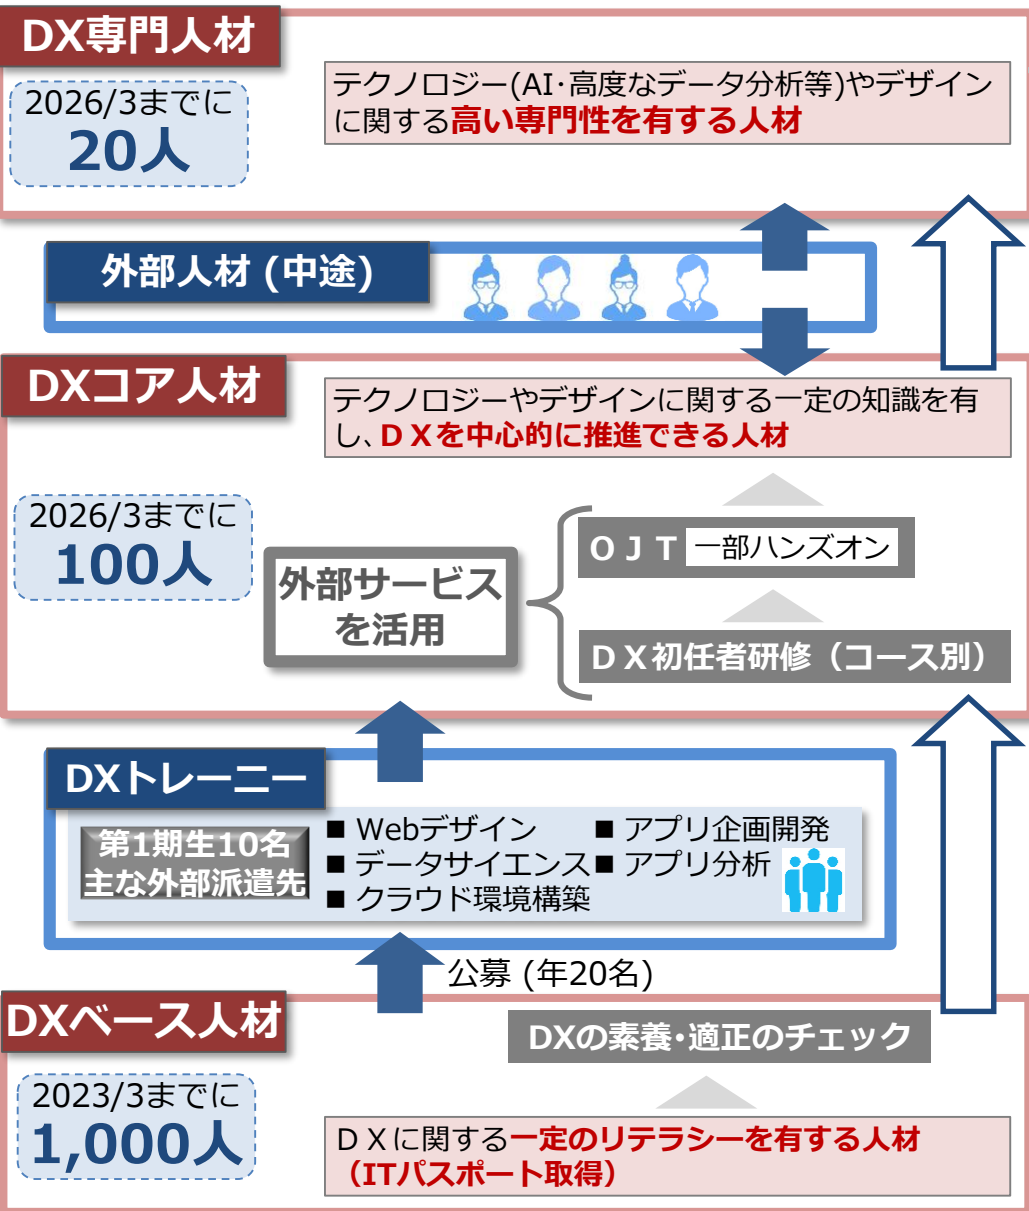 DX専門人材
2026/3までに
20人
テクノロジー(AI･高度なデータ分析等)やデザイン
に関する高い専門性を有する人材
外部人材 (中途)
DXコア人材
テクノロジーやデザインに関する一定の知識を有
し、ＤＸを中心的に推進できる人材
2026/3までに
100人
外部サービス
を活用
ＯＪＴ 一部ハンズオン
ＤＸ初任者研修（コース別）
DXトレーニー
第1期生10名
主な外部派遣先
■ Webデザイン ■ アプリ企画開発
■ データサイエンス ■ アプリ分析
■ クラウド環境構築
公募 (年20名)
DXベース人材
DXの素養･適正のチェック
2023/3までに
1,000人
ＤＸに関する一定のリテラシーを有する人材
（ITパスポート取得）